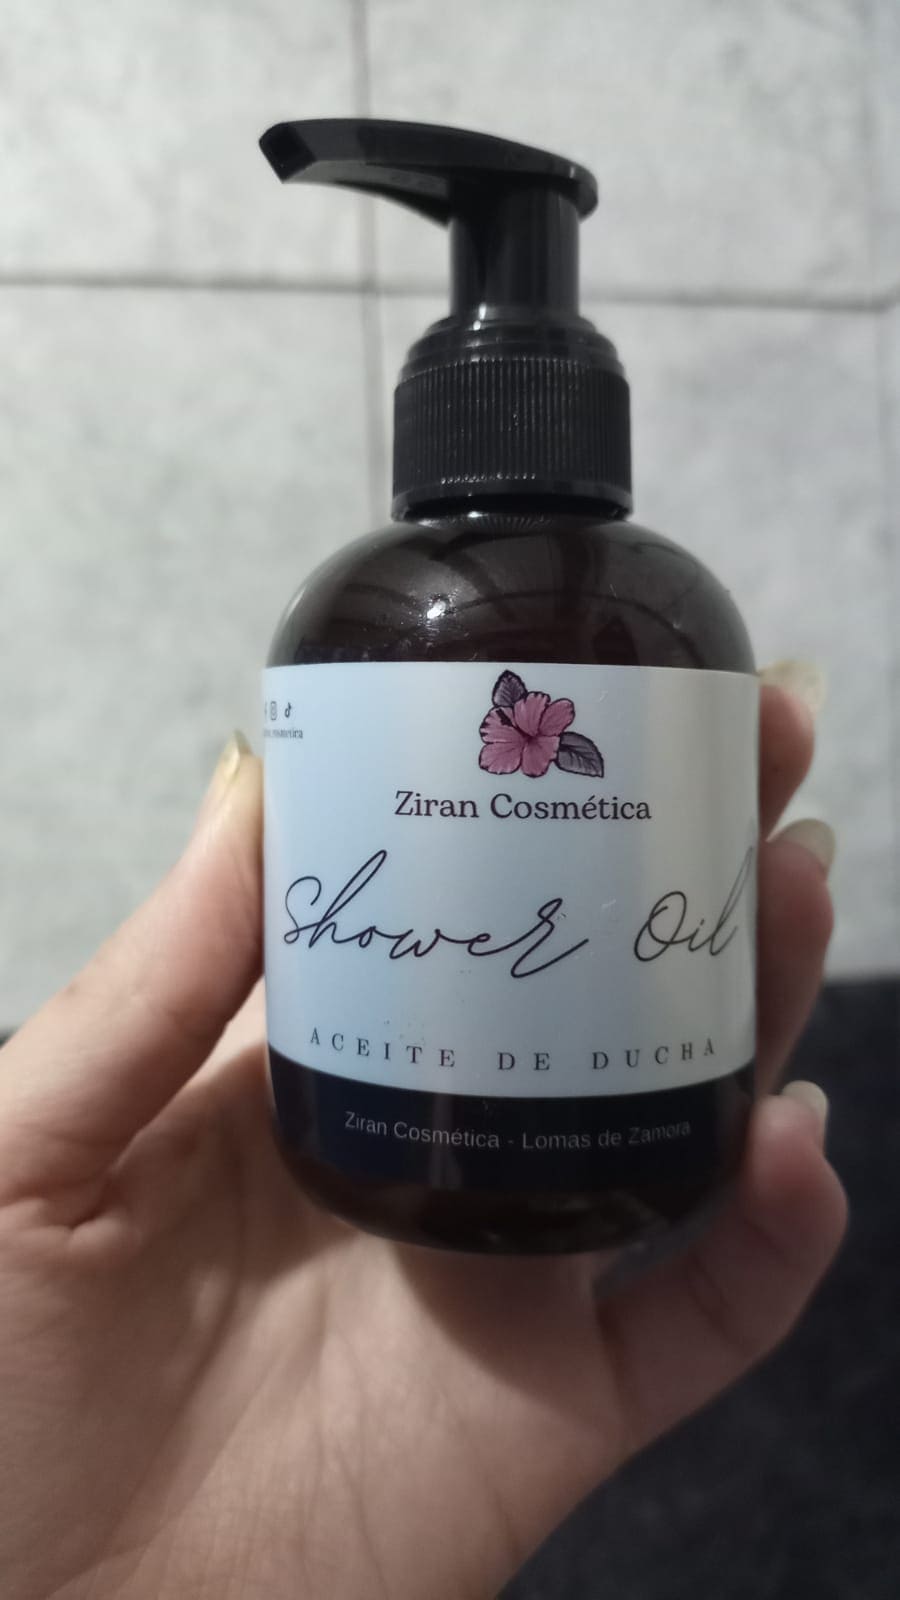 Ziran Cosmética
Shower Oil
ACEITE DE DUCHA
Ziran Cosmética - Lomas de Zamora